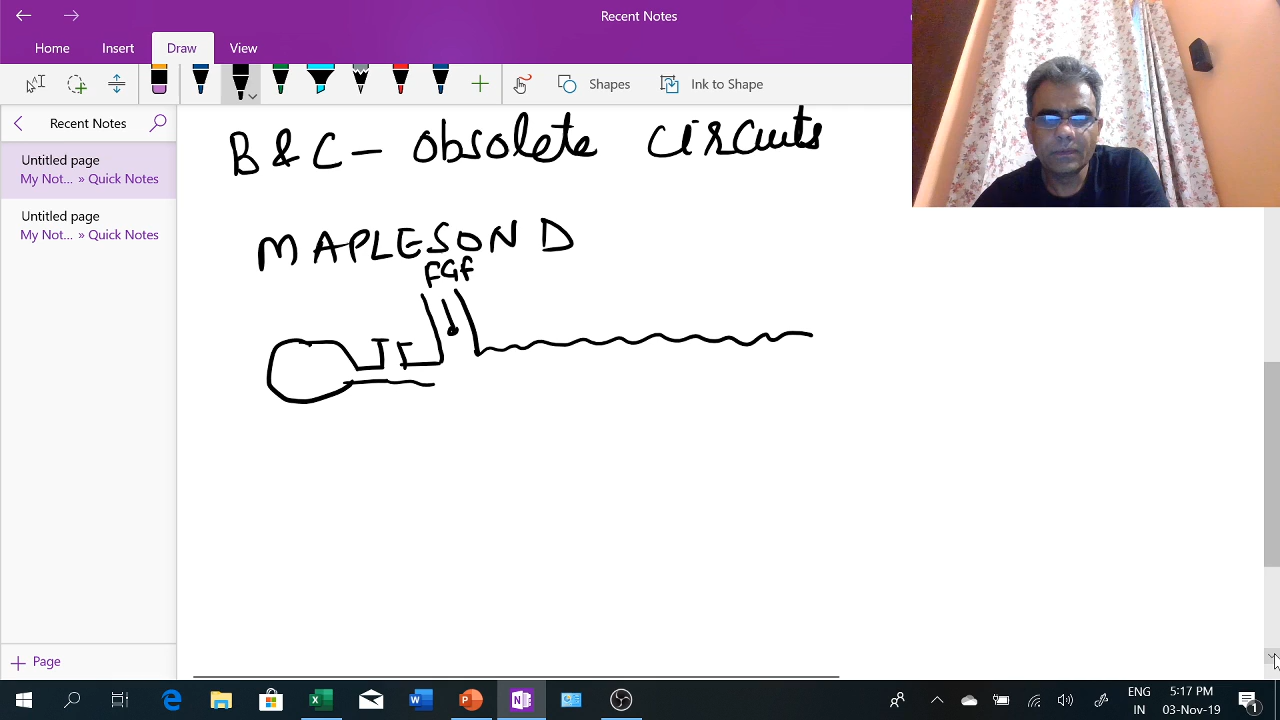 Recent Notes
Home Insert Draw View
Shapes Ink to Shape
Recent Notes
Untitled page
My Not... » Quick Notes
Untitled page
My Not... » Quick Notes
B & C - obsolete circuits
MAPLESON D
FGF
Page
ENG
IN
5:17 PM
03-Nov-19
1